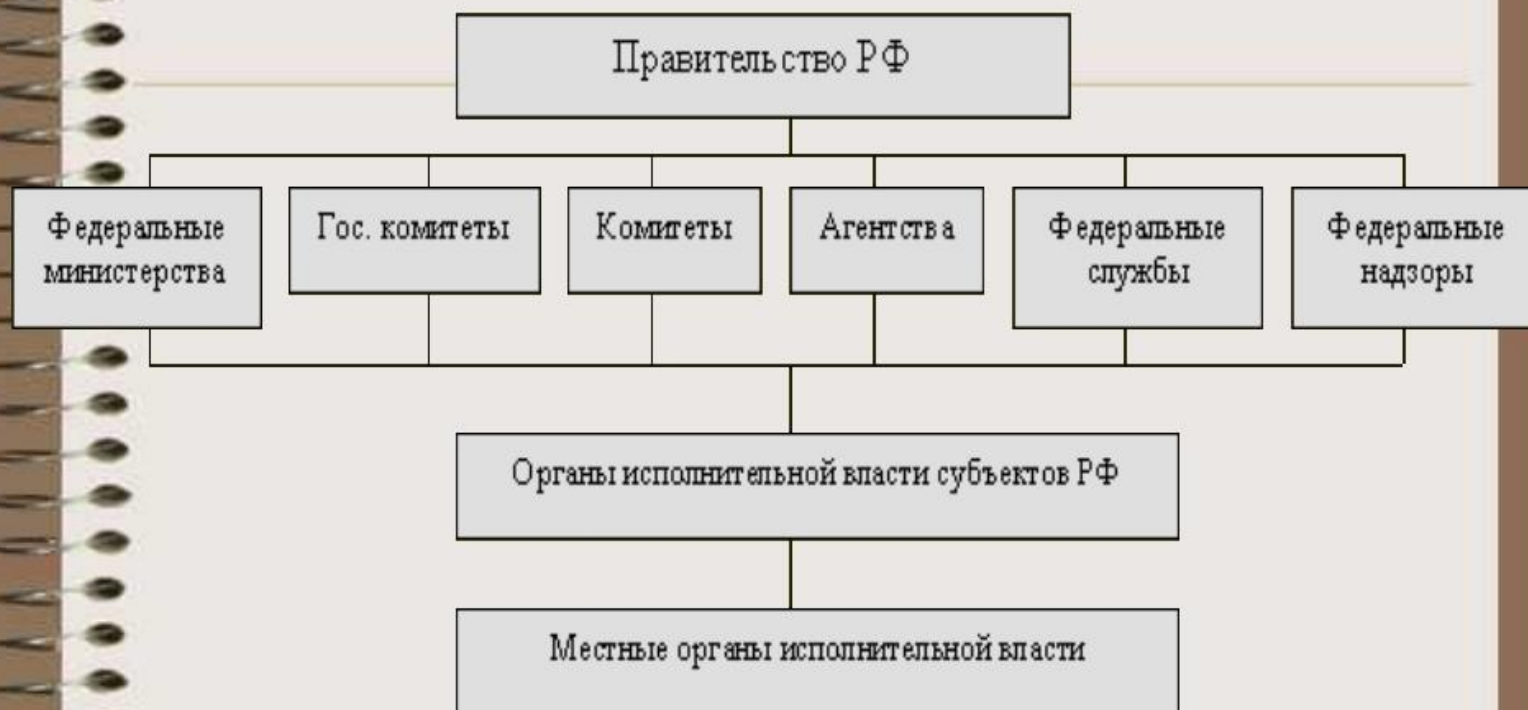 Правительство РФ
Федеральные
министерства
Гос. комитеты
Комитеты
Агентства
Федеральные
службы
Федеральные
надзоры
Органы исполнительной власти субъектов РФ
Местные органы исполнительной власти